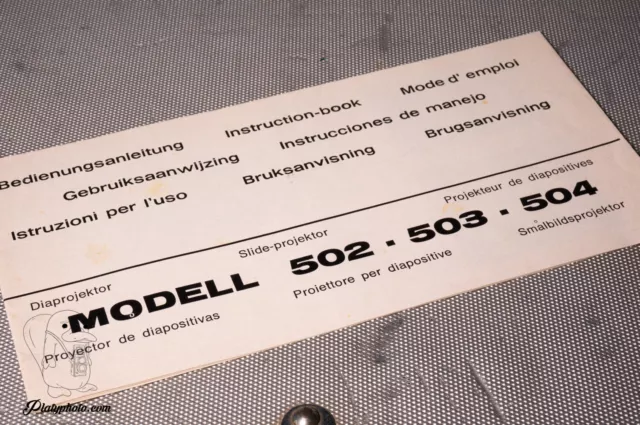 Bedienungsanleitung Instruction-book Mode d' emploi
Gebruiksaanwijzing Instrucciones de manejo
Istruzioni per l'uso Bruksanvisning Brugsanvisning
Diaprojektor Slide-projektor Projekteur de diapositives
MODELL 502 · 503 · 504
Proyector de diapositivas Proiettore per diapositive Smalbildsprojektor
Platyphoto.com